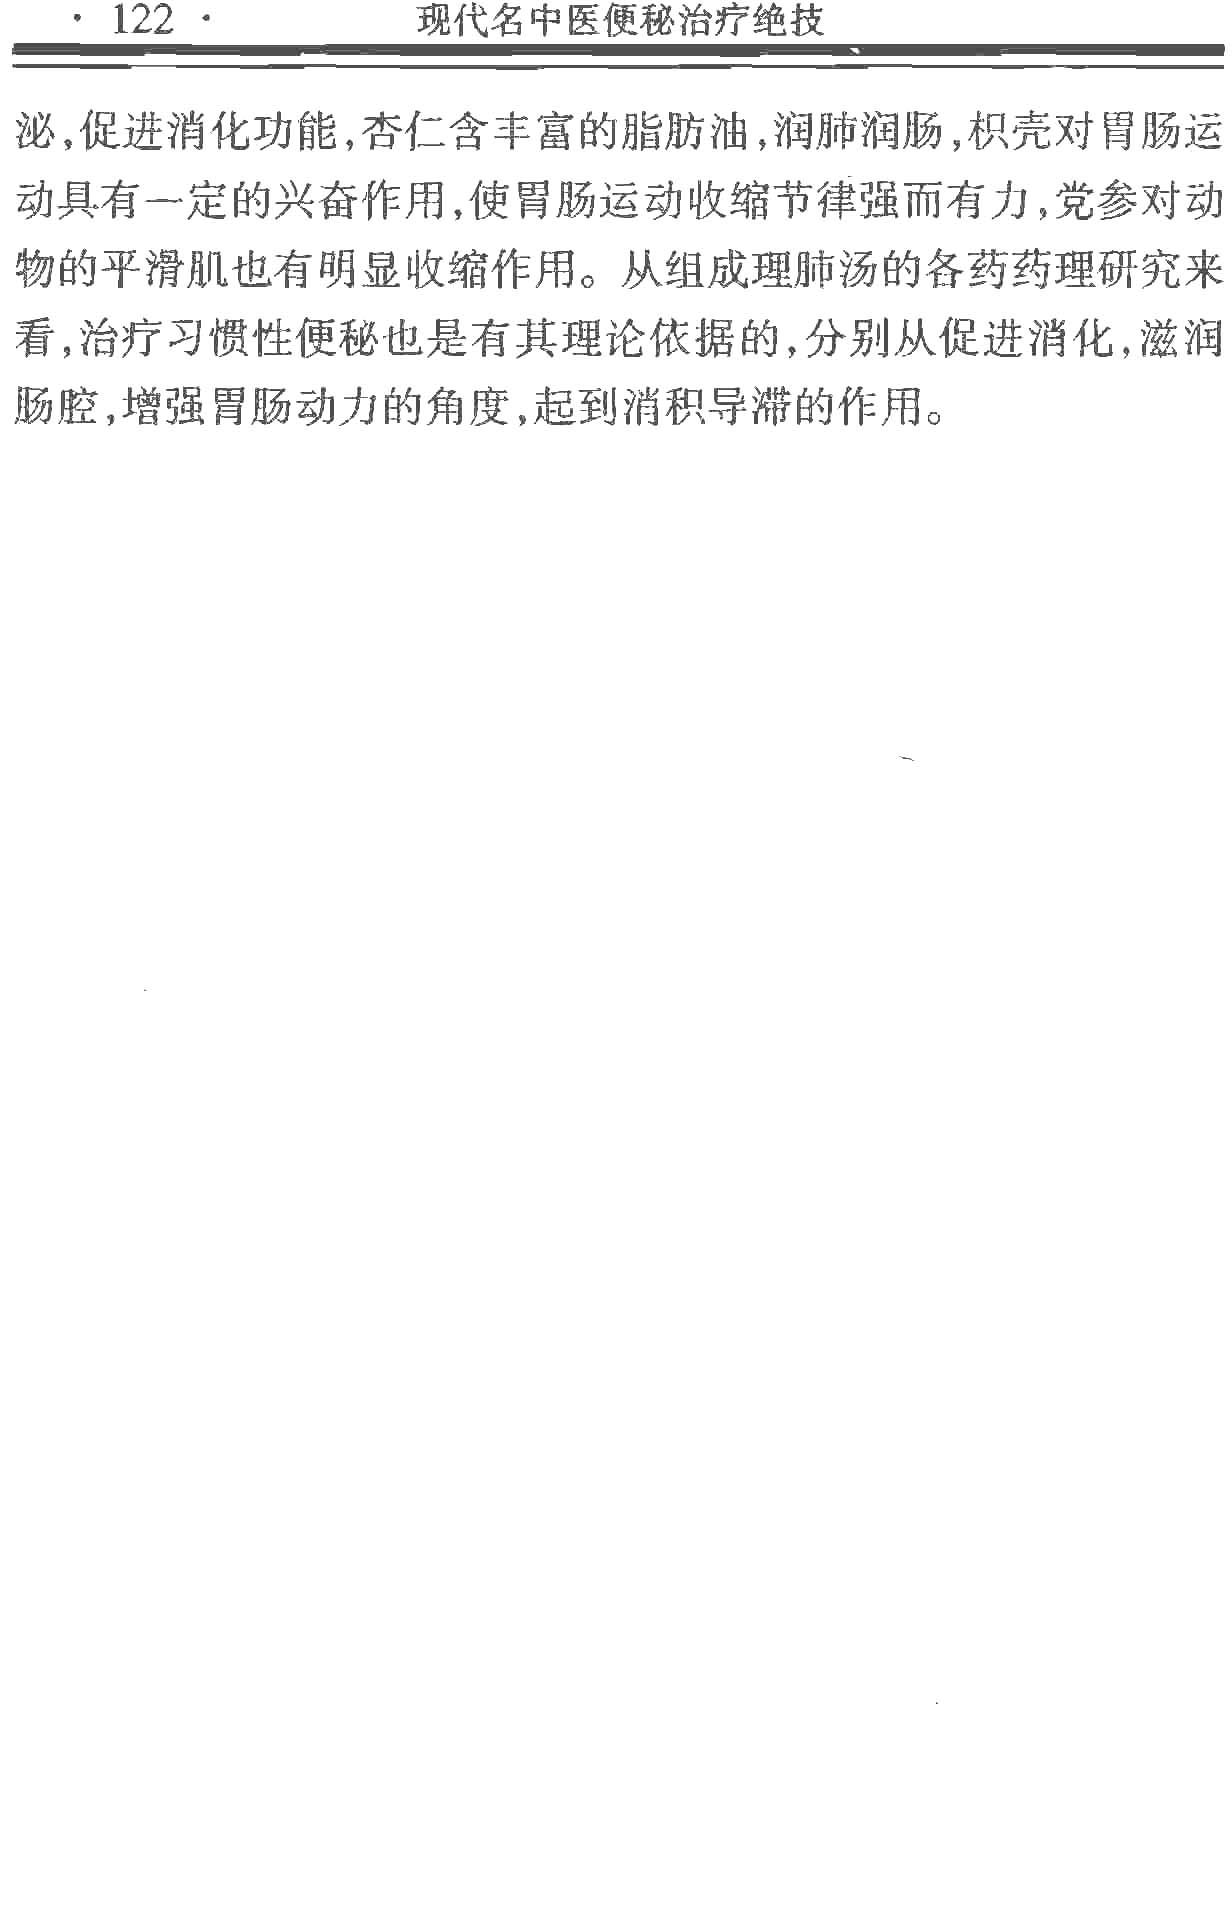 · 122 · 现代名中医便秘治疗绝技
泌,促进消化功能,杏仁含丰富的脂肪油,润肺润肠,枳壳对胃肠运
动具有一定的兴奋作用,使胃肠运动收缩节律强而有力,党参对动
物的平滑肌也有明显收缩作用。从组成理肺汤的各药药理研究来
看,治疗习惯性便秘也是有其理论依据的,分别从促进消化,滋润
肠腔,增强胃肠动力的角度,起到消积导滞的作用。